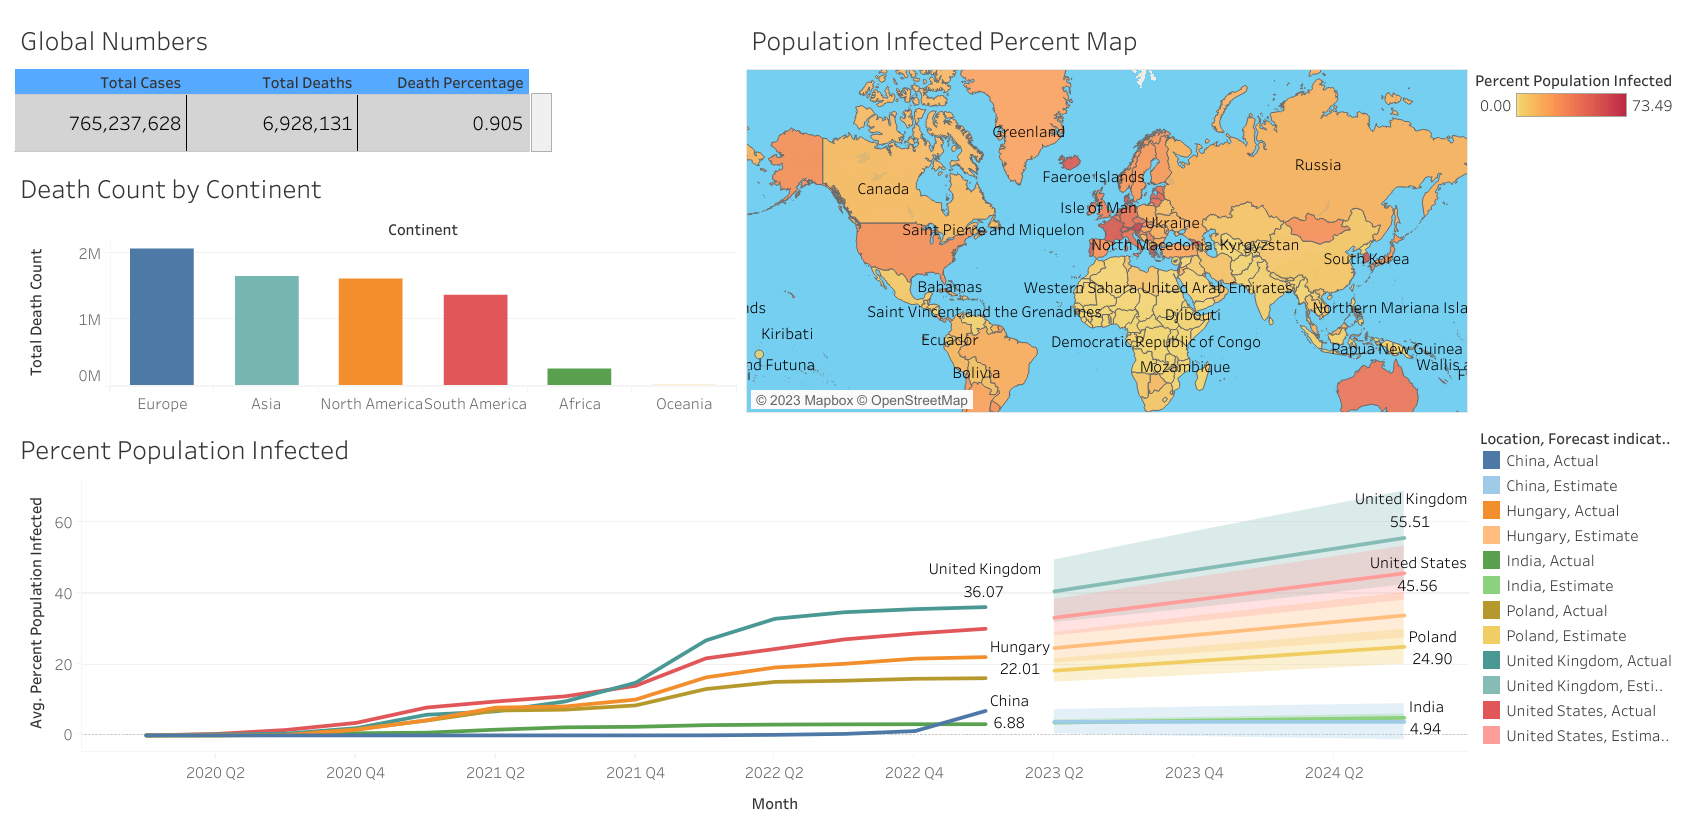 Global Numbers
Total Cases Total Deaths Death Percentage
765,237,628 6,928,131 0.905
Death Count by Continent
Continent
Total Death Count
2M
1M
0M
Europe Asia North America South America Africa Oceania
Population Infected Percent Map
Greenland
Russia
Faeroe Islands
Canada
Isle of Man
Ukraine
Saint Pierre and Miquelon
North Macedonia Kyrgyzstan
South Korea
Bahamas
Western Sahara United Arab Emirates
nds
Saint Vincent and the Grenadines
Djibouti
Northern Mariana Isla
Kiribati
Ecuador
Democratic Republic of Congo
Papua New Guinea
nd Futuna
Bolivia
Mozambique
Wallis a
© 2023 Mapbox © OpenStreetMap
Percent Population Infected
0.00 73.49
Percent Population Infected
Avg. Percent Population Infected
60
40
20
0
United Kingdom
36.07
Hungary
22.01
China
6.88
United Kingdom
55.51
United States
45.56
Poland
24.90
India
4.94
2020 Q2 2020 Q4 2021 Q2 2021 Q4 2022 Q2 2022 Q4 2023 Q2 2023 Q4 2024 Q2
Month
Location, Forecast indicat..
China, Actual
China, Estimate
Hungary, Actual
Hungary, Estimate
India, Actual
India, Estimate
Poland, Actual
Poland, Estimate
United Kingdom, Actual
United Kingdom, Esti..
United States, Actual
United States, Estima..